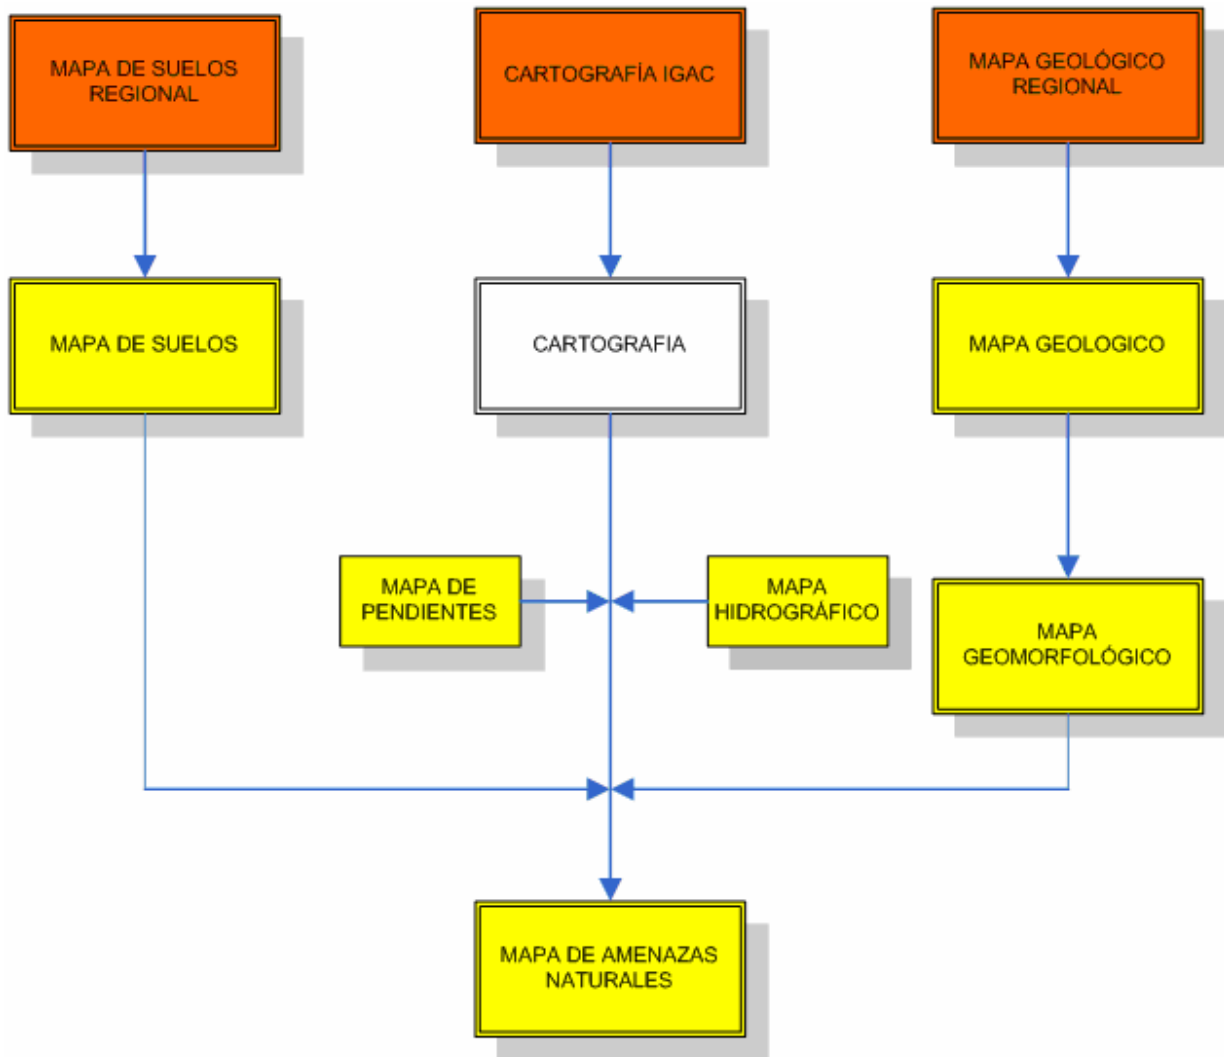 MAPA DE SUELOS
REGIONAL
CARTOGRAFÍA IGAC
MAPA GEOLÓGICO
REGIONAL
MAPA DE SUELOS
CARTOGRAFIA
MAPA GEOLOGICO
MAPA DE
PENDIENTES
MAPA
HIDROGRÁFICO
MAPA
GEOMORFOLÓGICO
MAPA DE AMENAZAS
NATURALES